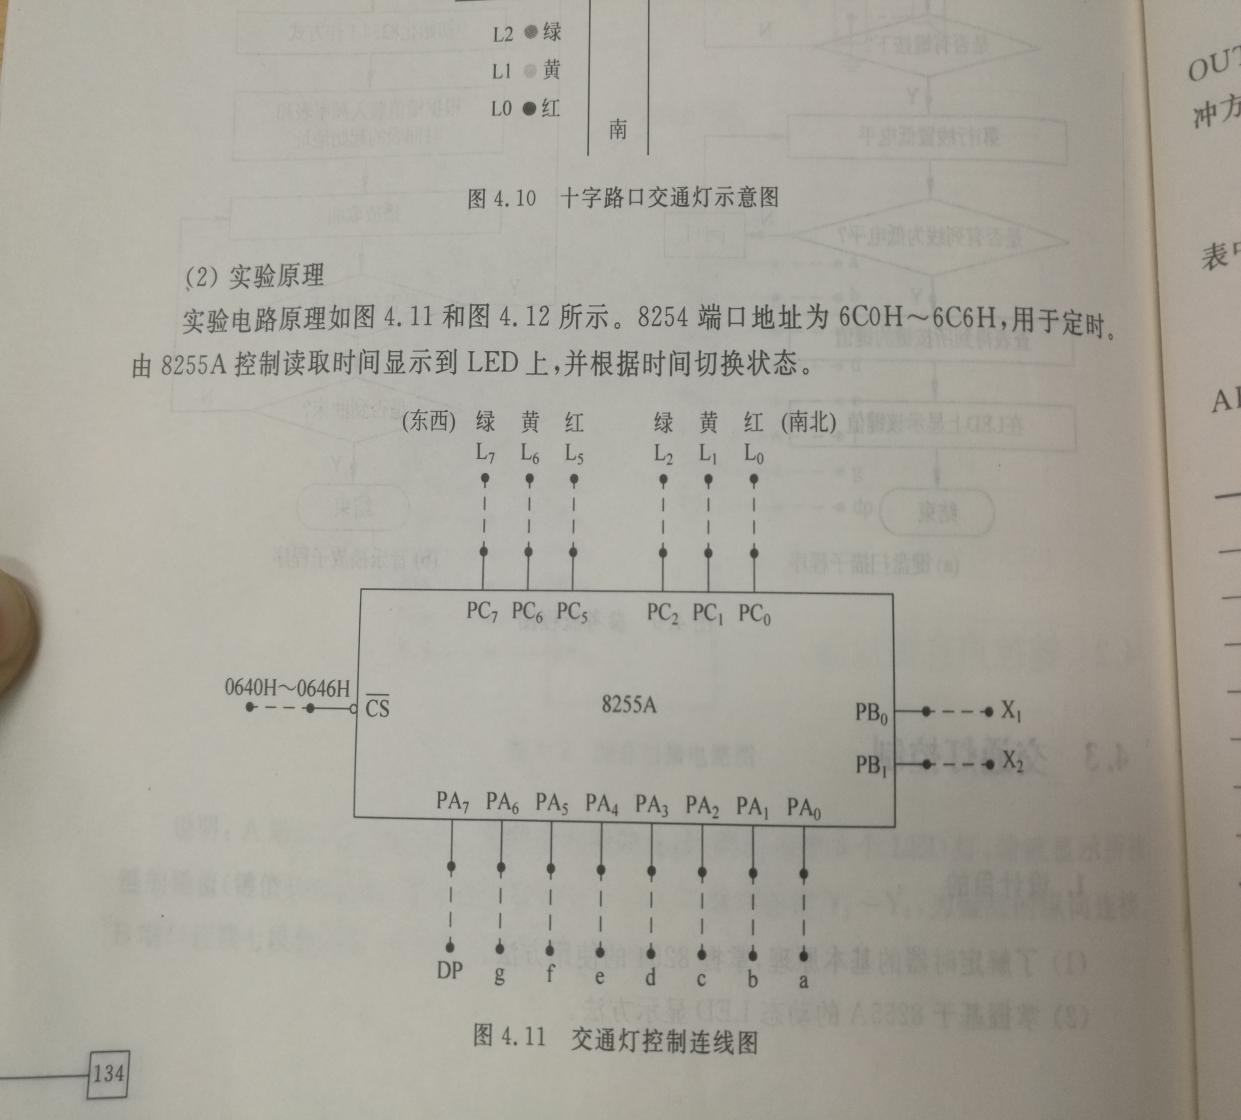 L2 绿
L1 黄
L0 红
南
图 4.10 十字路口交通灯示意图
(2) 实验原理
实验电路原理如图 4.11 和图 4.12 所示。8254 端口地址为 6C0H～6C6H,用于定时。
由 8255A 控制读取时间显示到 LED 上,并根据时间切换状态。
(东西) 绿 黄 红 绿 黄 红 (南北)
L7 L6 L5 L2 L1 L0
PC7 PC6 PC5 PC2 PC1 PC0
0640H～0646H
CS
8255A
PB0 X1
PB1 X2
PA7 PA6 PA5 PA4 PA3 PA2 PA1 PA0
DP g f e d c b a
图 4.11 交通灯控制连线图
134
OUT
冲方